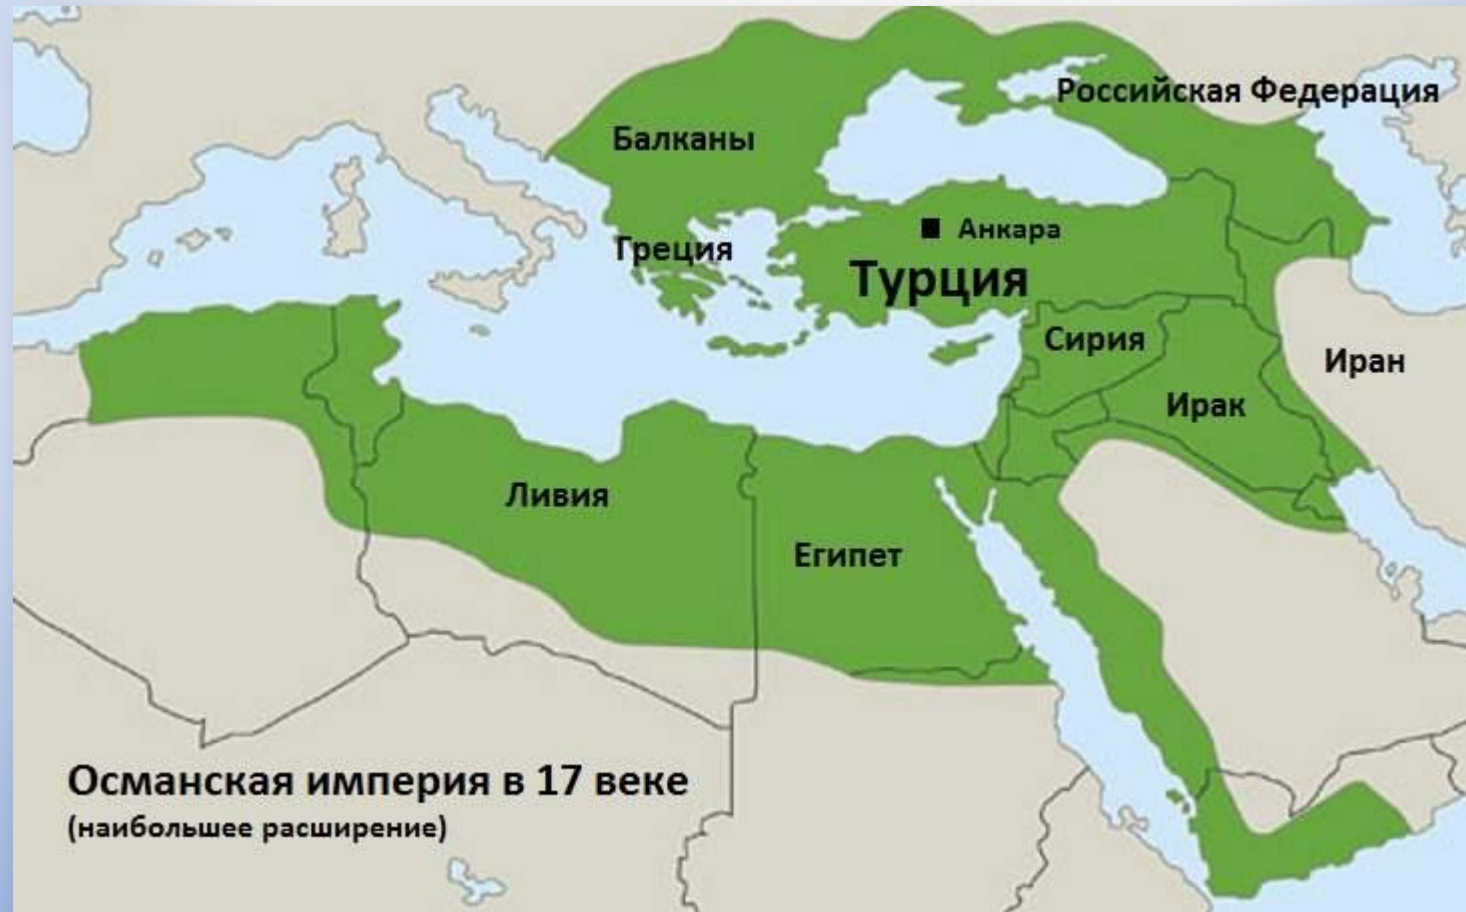 Российская Федерация
Балканы
Анкара
Греция
Турция
Сирия
Иран
Ирак
Ливия
Египет
Османская империя в 17 веке
(наибольшее расширение)